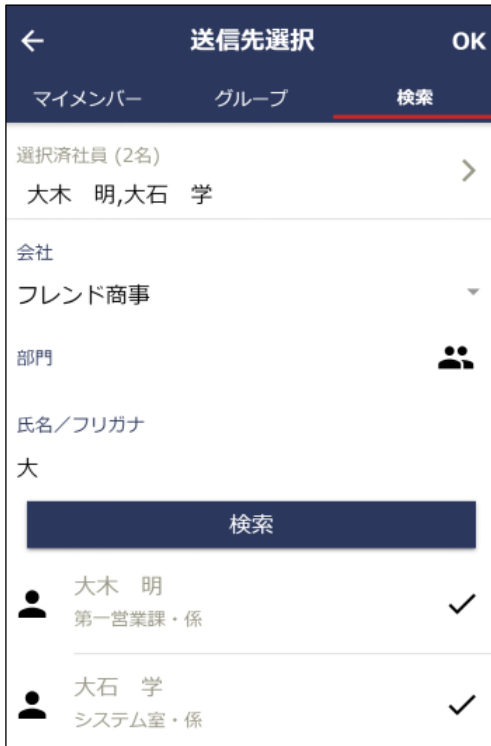 送信先選択 OK
マイメンバー グループ 検索
選択済社員 (2名)
大木　明,大石　学
会社
フレンド商事
部門
氏名／フリガナ
大
検索
大木　明
第一営業課・係
大石　学
システム室・係